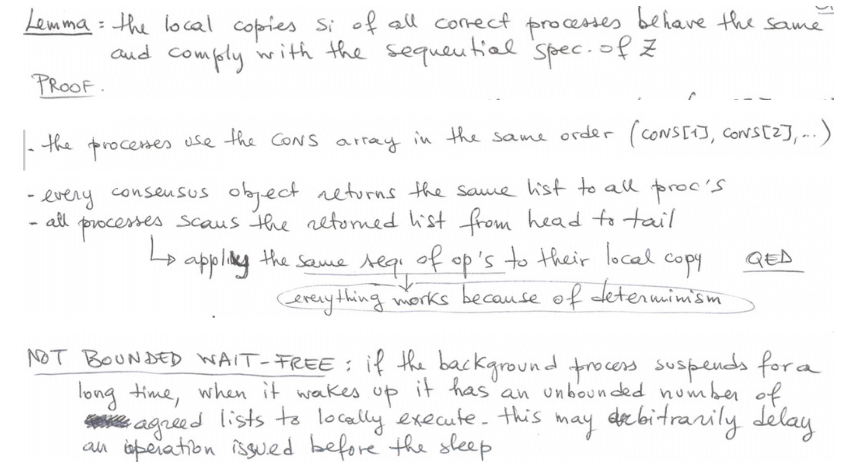 Lemma: the local copies si of all correct processes behave the same
and comply with the sequential spec. of Z
PROOF.
- the processes use the CONS array in the same order (CONS[1], CONS[2], ...)
- every consensus object returns the same list to all proc's
- all processes scans the returned list from head to tail
↳ apply the same seq. of op's to their local copy QED
everything works because of determinism
NOT BOUNDED WAIT-FREE: if the background process suspends for a
long time, when it wakes up it has an unbounded number of
agreed lists to locally execute. this may arbitrarily delay
an operation issued before the sleep